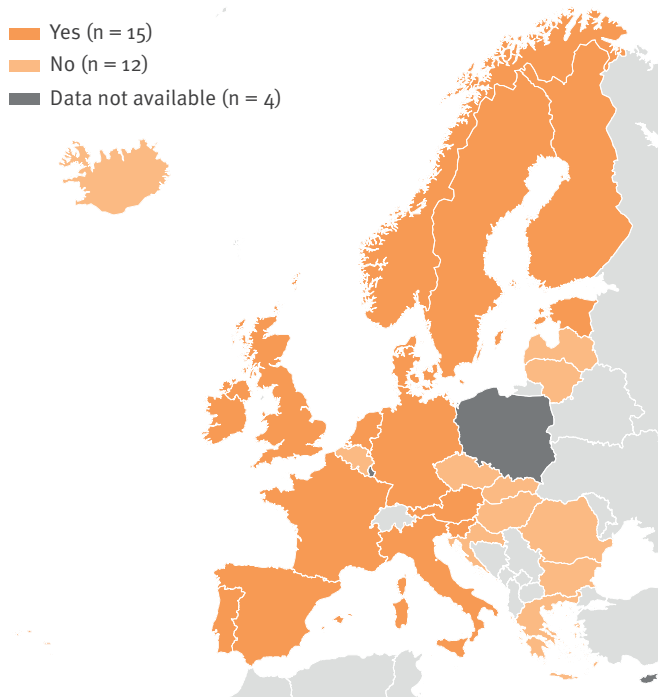 Yes (n = 15)
No (n = 12)
Data not available (n = 4)